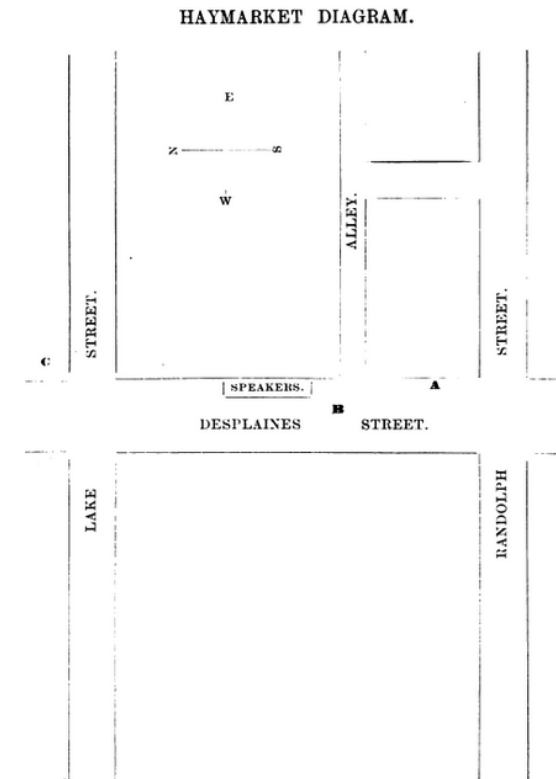 HAYMARKET DIAGRAM.
E
N S
W
ALLEY.
STREET.
STREET.
C
SPEAKERS.
A
B
DESPLAINES STREET.
LAKE
RANDOLPH